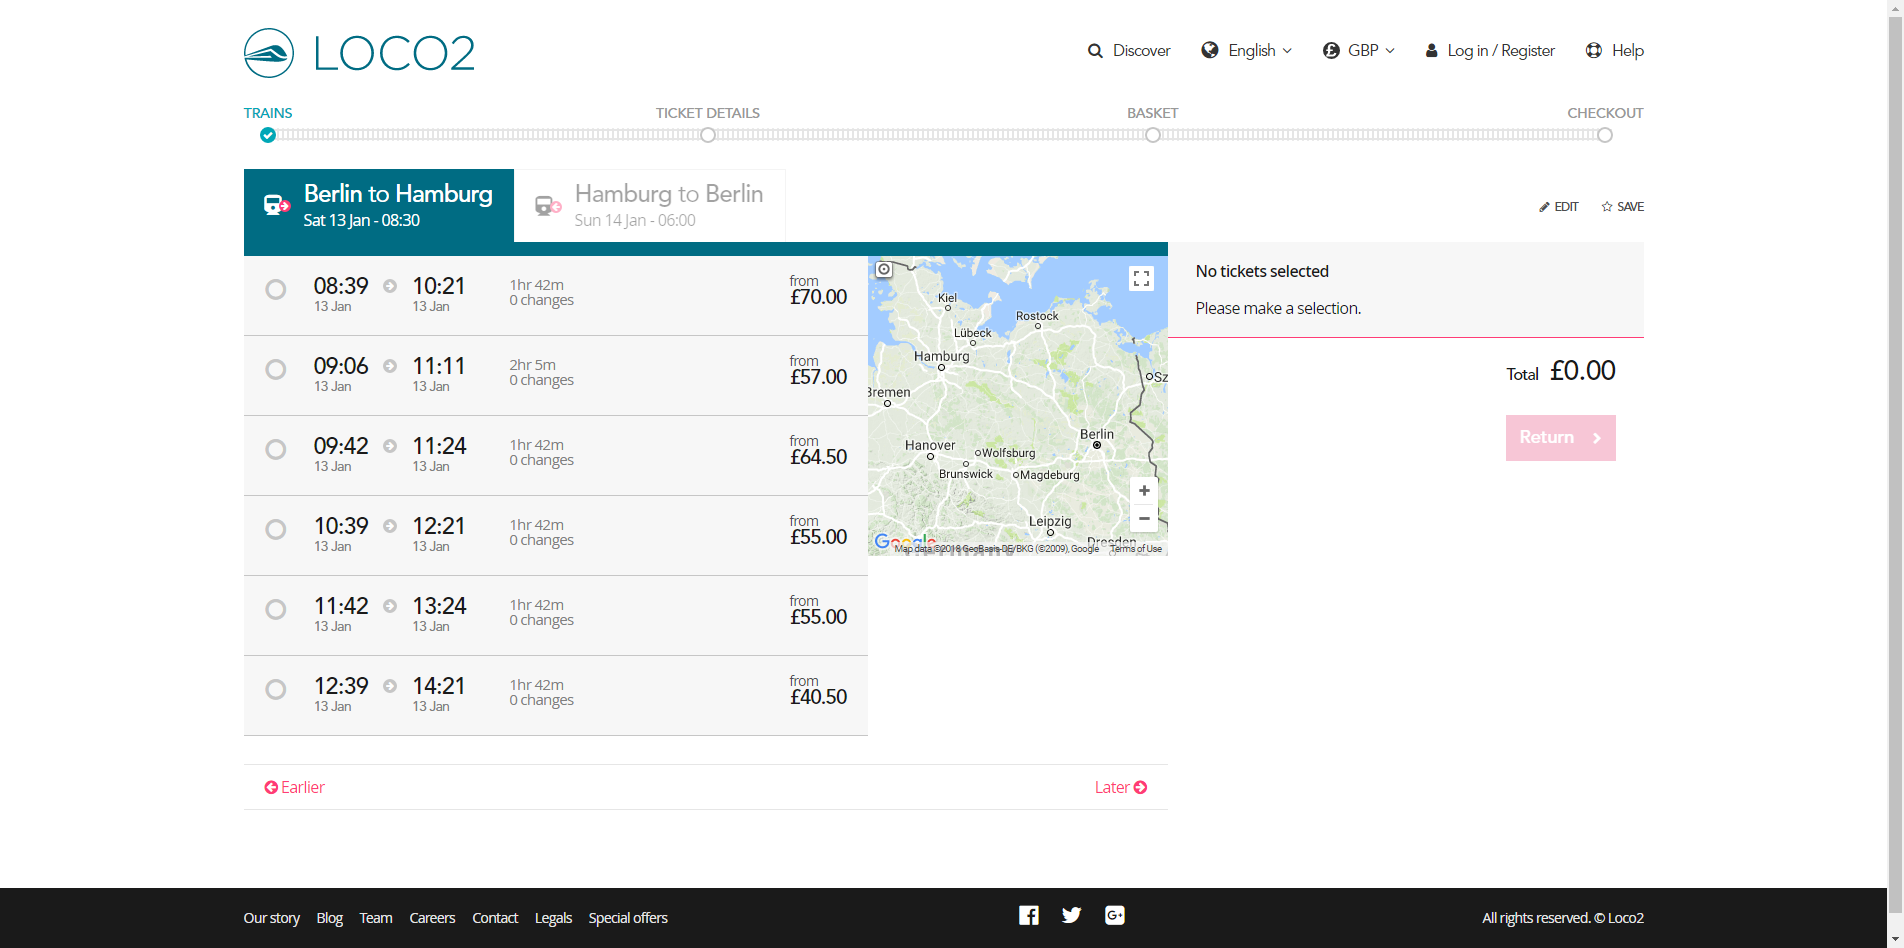 LOCO2
Discover
English
GBP
Log in / Register
Help
TRAINS
TICKET DETAILS
BASKET
CHECKOUT
Berlin to Hamburg
Sat 13 Jan - 08:30
Hamburg to Berlin
Sun 14 Jan - 06:00
EDIT
SAVE
08:39
13 Jan
10:21
13 Jan
1hr 42m
0 changes
from
£70.00
09:06
13 Jan
11:11
13 Jan
2hr 5m
0 changes
from
£57.00
09:42
13 Jan
11:24
13 Jan
1hr 42m
0 changes
from
£64.50
10:39
13 Jan
12:21
13 Jan
1hr 42m
0 changes
from
£55.00
11:42
13 Jan
13:24
13 Jan
1hr 42m
0 changes
from
£55.00
12:39
13 Jan
14:21
13 Jan
1hr 42m
0 changes
from
£40.50
Kiel
Rostock
Lübeck
Hamburg
Sz
Bremen
Berlin
Hanover
Wolfsburg
Brunswick
Magdeburg
Leipzig
Dresden
Google
Germany
Map data ©2018 GeoBasis-DE/BKG (©2009), Google
Terms of Use
No tickets selected
Please make a selection.
Total £0.00
Return
Earlier
Later
Our story
Blog
Team
Careers
Contact
Legals
Special offers
G+
All rights reserved. © Loco2